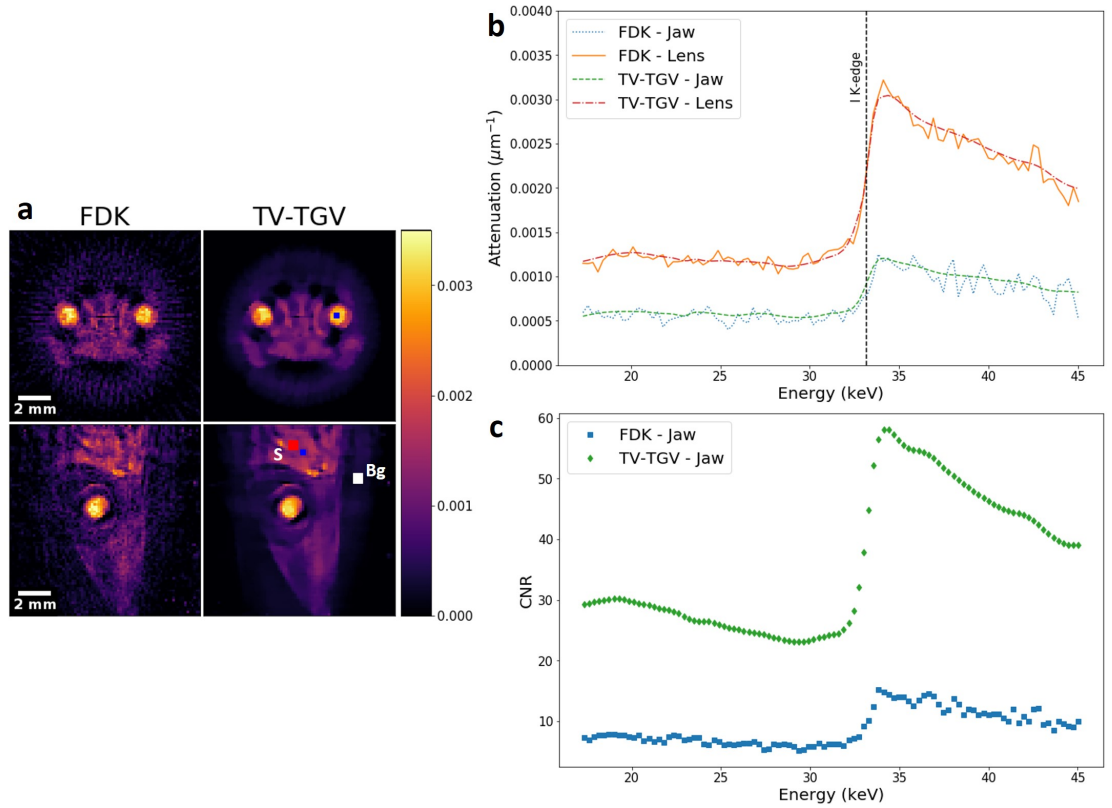 a
FDK
TV-TGV
2 mm
2 mm
S
Bg
0.003
0.002
0.001
0.000
b
Attenuation (μm⁻¹)
0.0040
0.0035
0.0030
0.0025
0.0020
0.0015
0.0010
0.0005
0.0000
FDK - Jaw
FDK - Lens
TV-TGV - Jaw
TV-TGV - Lens
I K-edge
20 25 30 35 40 45
Energy (keV)
c
CNR
60
50
40
30
20
10
FDK - Jaw
TV-TGV - Jaw
20 25 30 35 40 45
Energy (keV)